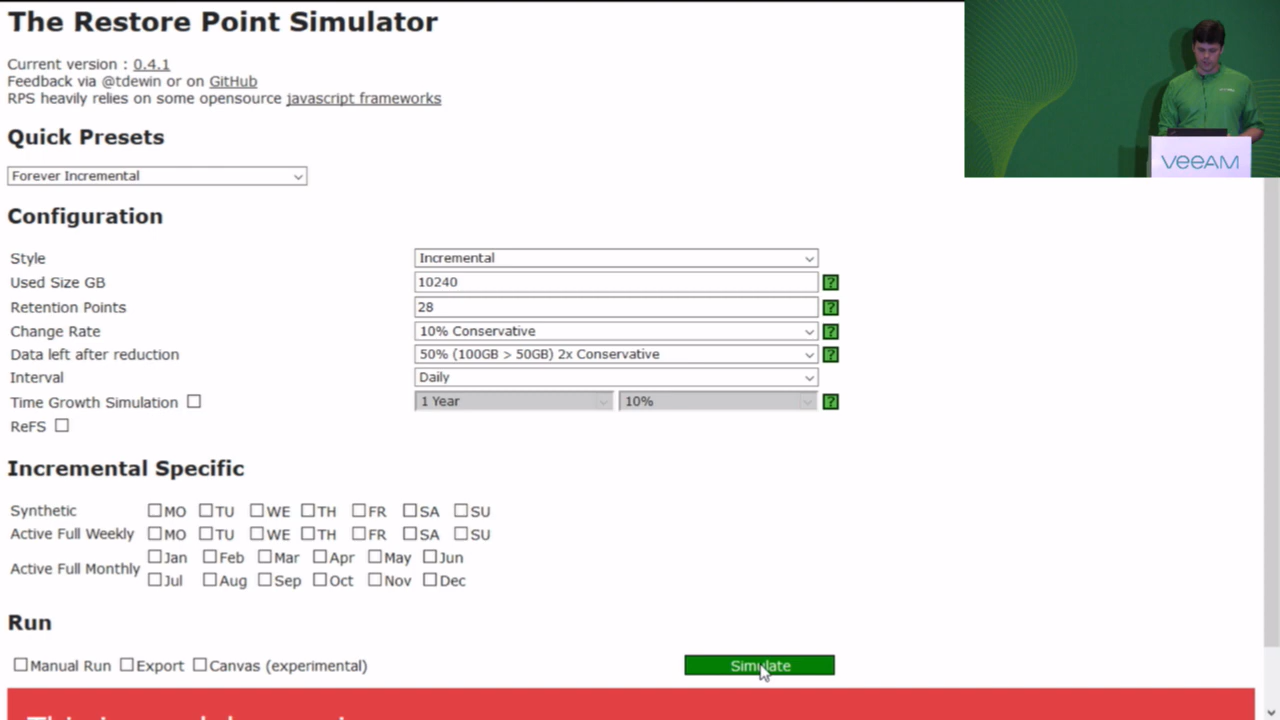 The Restore Point Simulator
Current version : 0.4.1
Feedback via @tdewin or on GitHub
RPS heavily relies on some opensource javascript frameworks
Quick Presets
Forever Incremental
Configuration
Style Incremental
Used Size GB 10240 ?
Retention Points 28 ?
Change Rate 10% Conservative ?
Data left after reduction 50% (100GB > 50GB) 2x Conservative ?
Interval Daily
Time Growth Simulation 1 Year 10% ?
ReFS
Incremental Specific
Synthetic MO TU WE TH FR SA SU
Active Full Weekly MO TU WE TH FR SA SU
Active Full Monthly Jan Feb Mar Apr May Jun
Jul Aug Sep Oct Nov Dec
Run
Manual Run Export Canvas (experimental) Simulate
VEEAM